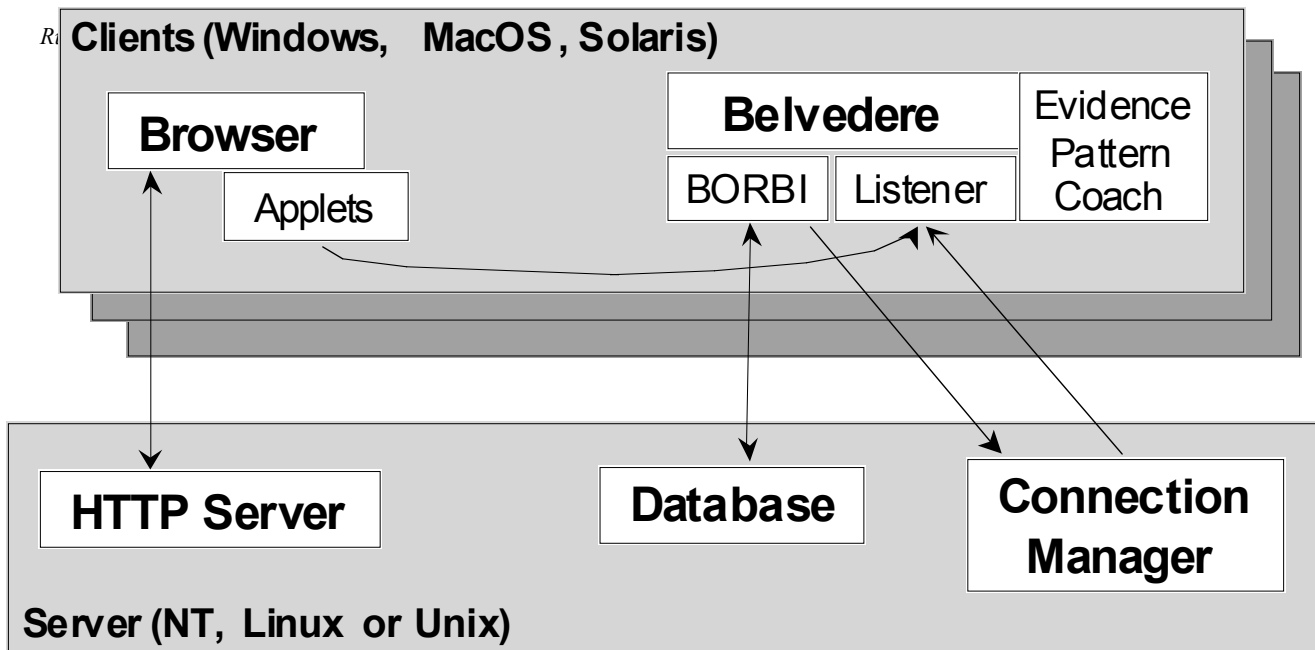 Clients (Windows, MacOS, Solaris)
Browser
Applets
Belvedere
BORBI
Listener
Evidence
Pattern
Coach
HTTP Server
Database
Connection
Manager
Server (NT, Linux or Unix)